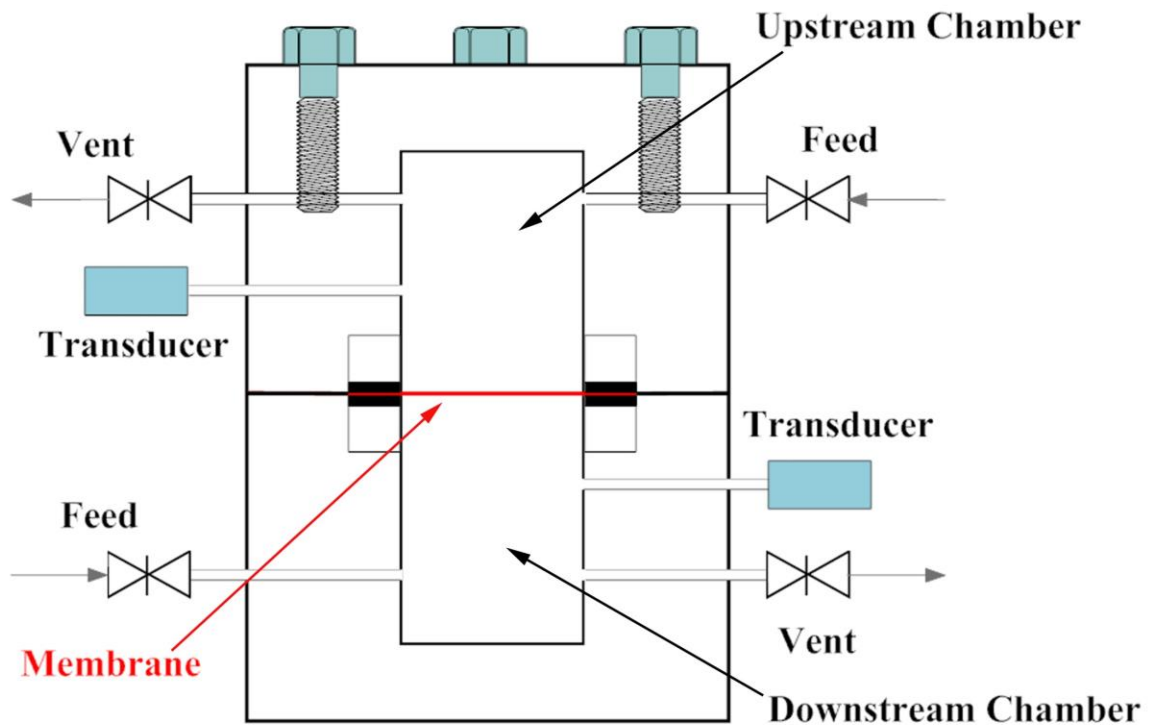 Upstream Chamber
Vent
Feed
Transducer
Transducer
Feed
Vent
Membrane
Downstream Chamber